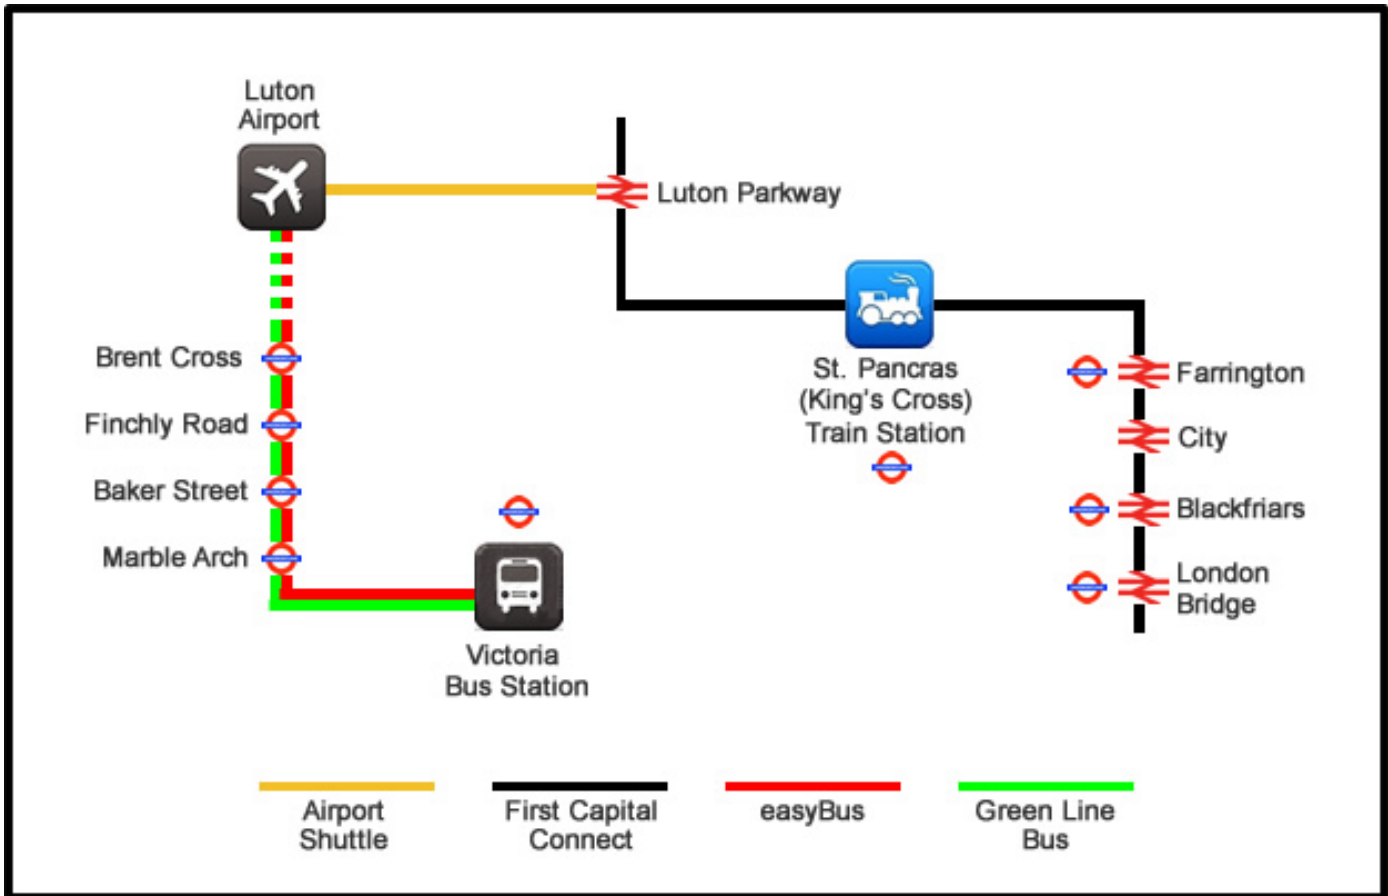 Luton
Airport
Luton Parkway
Brent Cross
Finchly Road
Baker Street
Marble Arch
St. Pancras
(King's Cross)
Train Station
Farrington
City
Blackfriars
London
Bridge
Victoria
Bus Station
Airport
Shuttle
First Capital
Connect
easyBus
Green Line
Bus